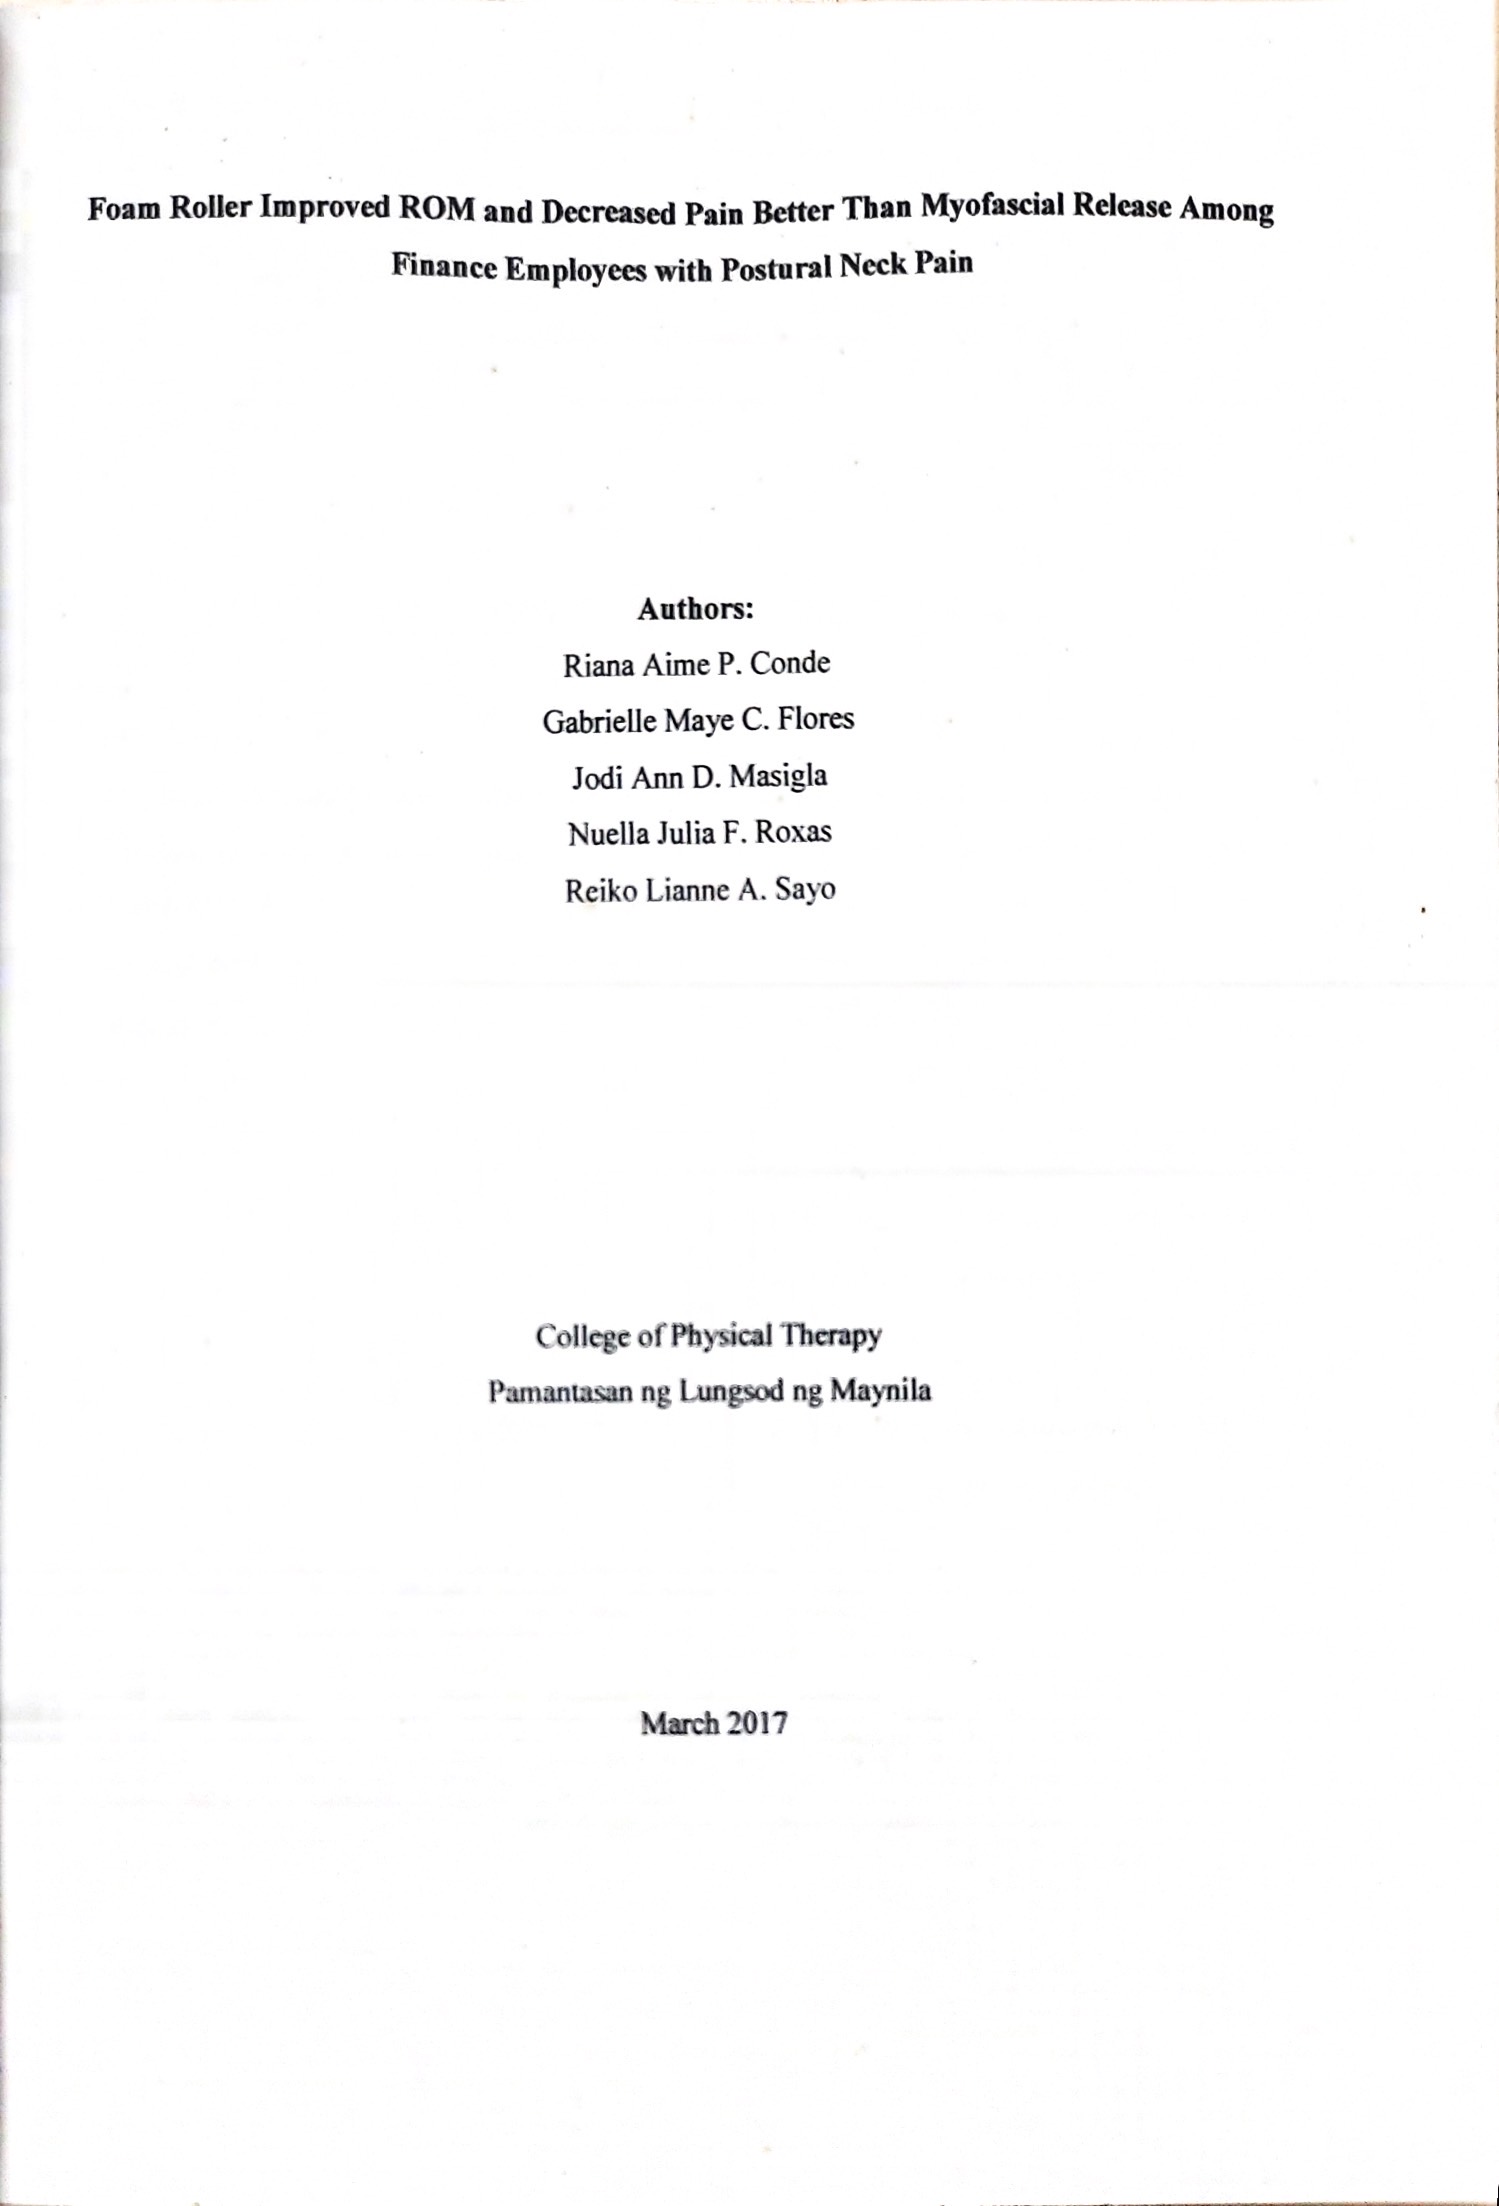 Foam Roller Improved ROM and Decreased Pain Better Than Myofascial Release Among
Finance Employees with Postural Neck Pain
Authors:
Riana Aime P. Conde
Gabrielle Maye C. Flores
Jodi Ann D. Masigla
Nuella Julia F. Roxas
Reiko Lianne A. Sayo
College of Physical Therapy
Pamantasan ng Lungsod ng Maynila
March 2017